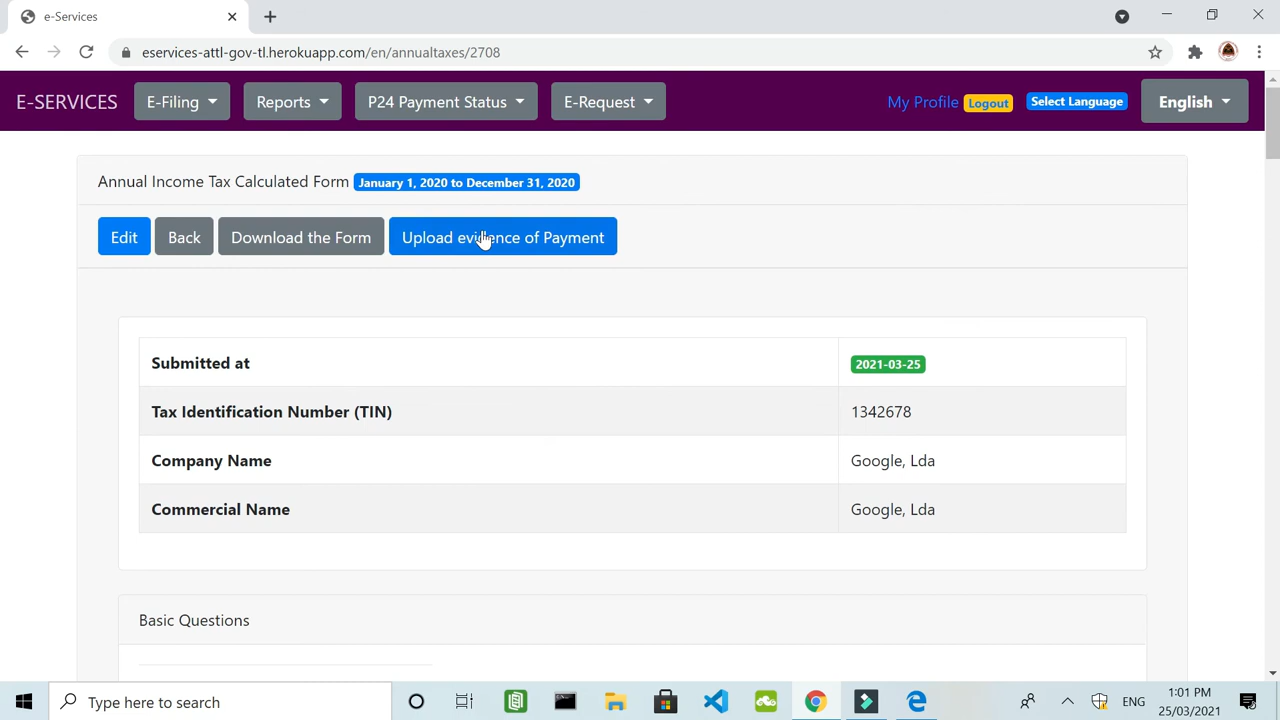 e-Services
eservices-attl-gov-tl.herokuapp.com/en/annualtaxes/2708
E-SERVICES E-Filing Reports P24 Payment Status E-Request My Profile Logout Select Language English
Annual Income Tax Calculated Form January 1, 2020 to December 31, 2020
Edit Back Download the Form Upload evidence of Payment
Submitted at 2021-03-25
Tax Identification Number (TIN) 1342678
Company Name Google, Lda
Commercial Name Google, Lda
Basic Questions
Type here to search ENG 1:01 PM
25/03/2021